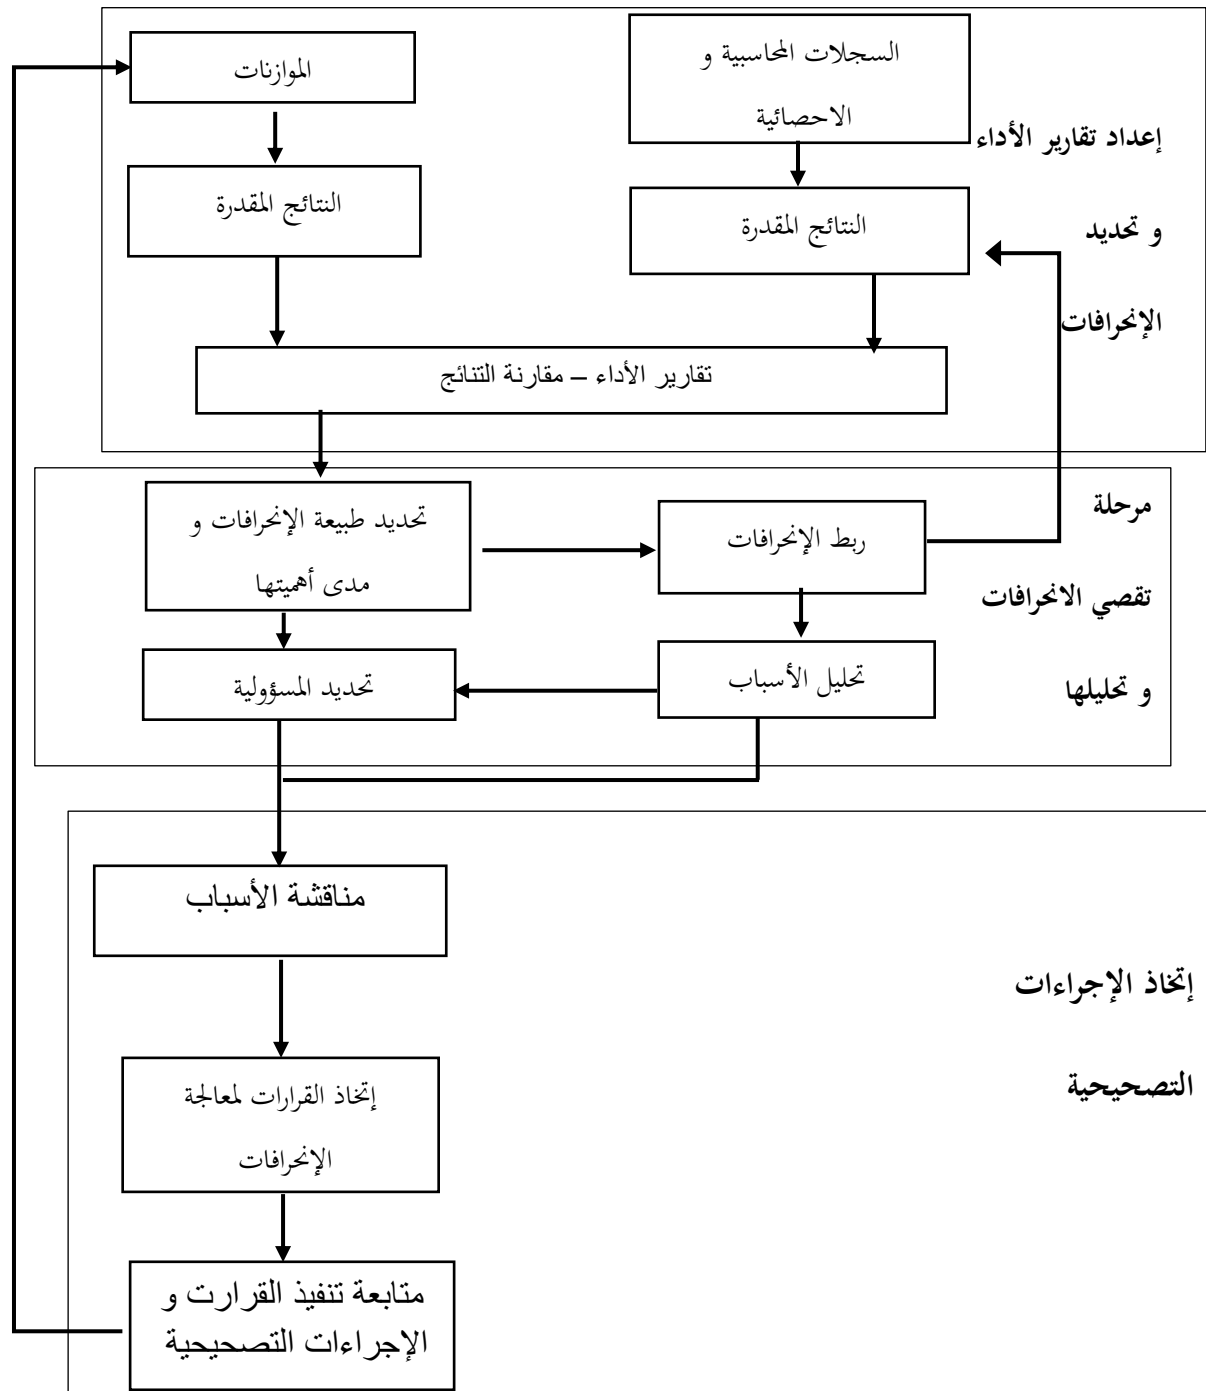 السجلات المحاسبية و
الاحصائية
الموازنات
إعداد تقارير الأداء
و تحديد
الإنحرافات
النتائج المقدرة
النتائج المقدرة
تقارير الأداء – مقارنة التنائج
مرحلة
تقصي الانحرافات
و تحليلها
ربط الإنحرافات
تحديد طبيعة الإنحرافات و
مدى أهميتها
تحليل الأسباب
تحديد المسؤولية
إتخاذ الإجراءات
التصحيحية
مناقشة الأسباب
إتخاذ القرارات لمعالجة
الإنحرافات
متابعة تنفيذ القرارت و
الإجراءات التصحيحية